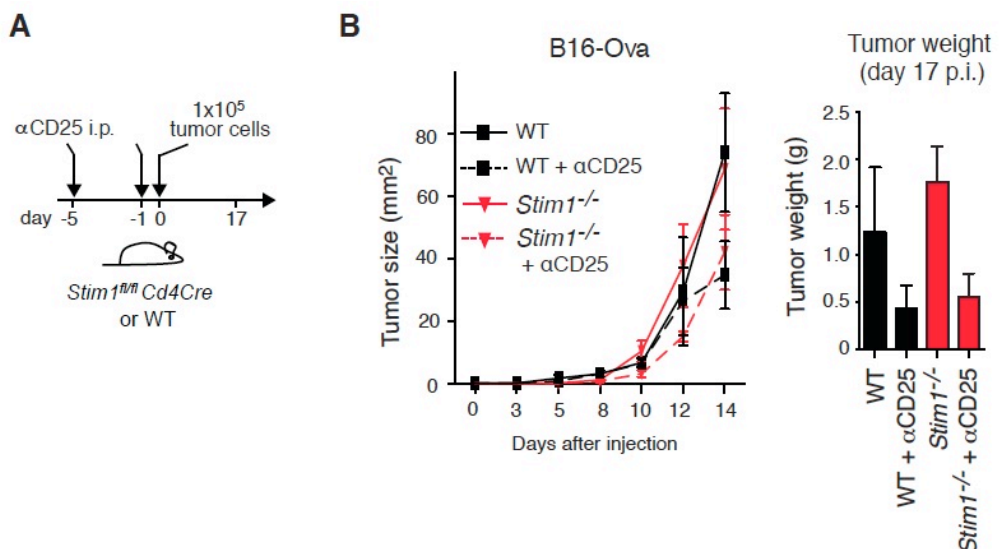 A
αCD25 i.p.
1x10⁵
tumor cells
day -5 -1 0 17
Stim1fl/fl Cd4Cre
or WT
B
B16-Ova
Tumor size (mm2)
80
60
40
20
0
WT
WT + αCD25
Stim1-/-
Stim1-/-
+ αCD25
0 3 5 8 10 12 14
Days after injection
Tumor weight
(day 17 p.i.)
Tumor weight (g)
2.5
2.0
1.5
1.0
0.5
0
WT
WT + αCD25
Stim1-/-
Stim1-/- + αCD25